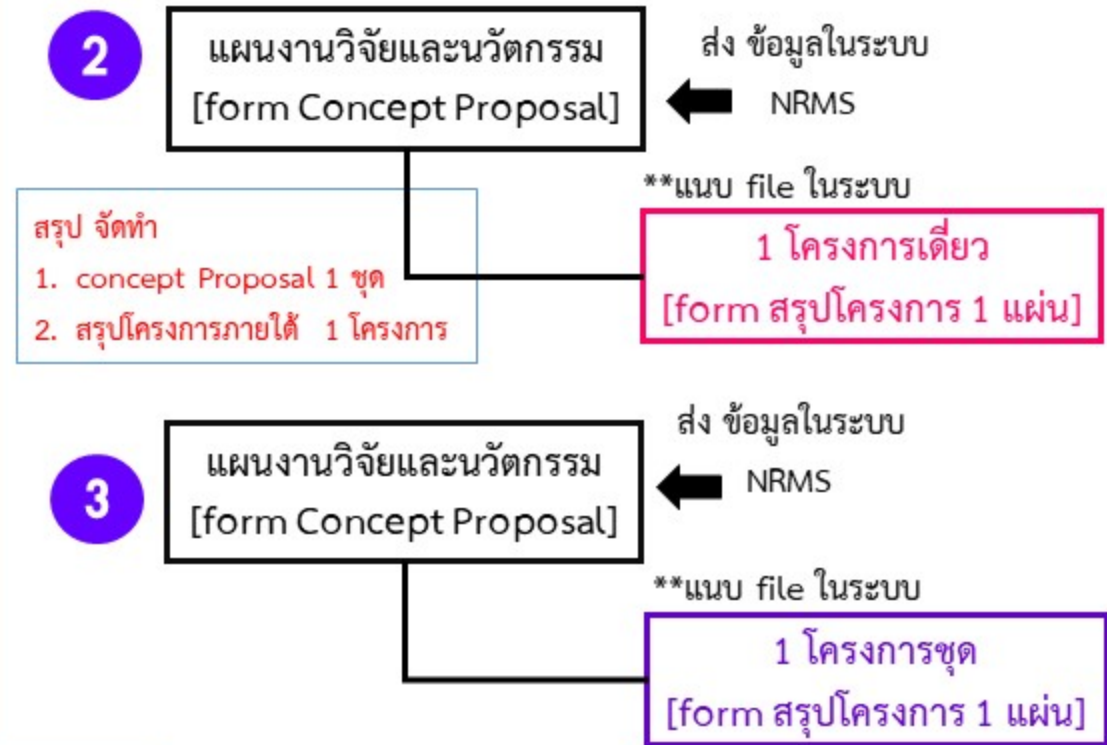 2
แผนงานวิจัยและนวัตกรรม
[form Concept Proposal]
ส่ง ข้อมูลในระบบ
NRMS
**แนบ file ในระบบ
1 โครงการเดี่ยว
[form สรุปโครงการ 1 แผ่น]
สรุป จัดทำ
1. concept Proposal 1 ชุด
2. สรุปโครงการภายใต้ 1 โครงการ
3
แผนงานวิจัยและนวัตกรรม
[form Concept Proposal]
ส่ง ข้อมูลในระบบ
NRMS
**แนบ file ในระบบ
1 โครงการชุด
[form สรุปโครงการ 1 แผ่น]